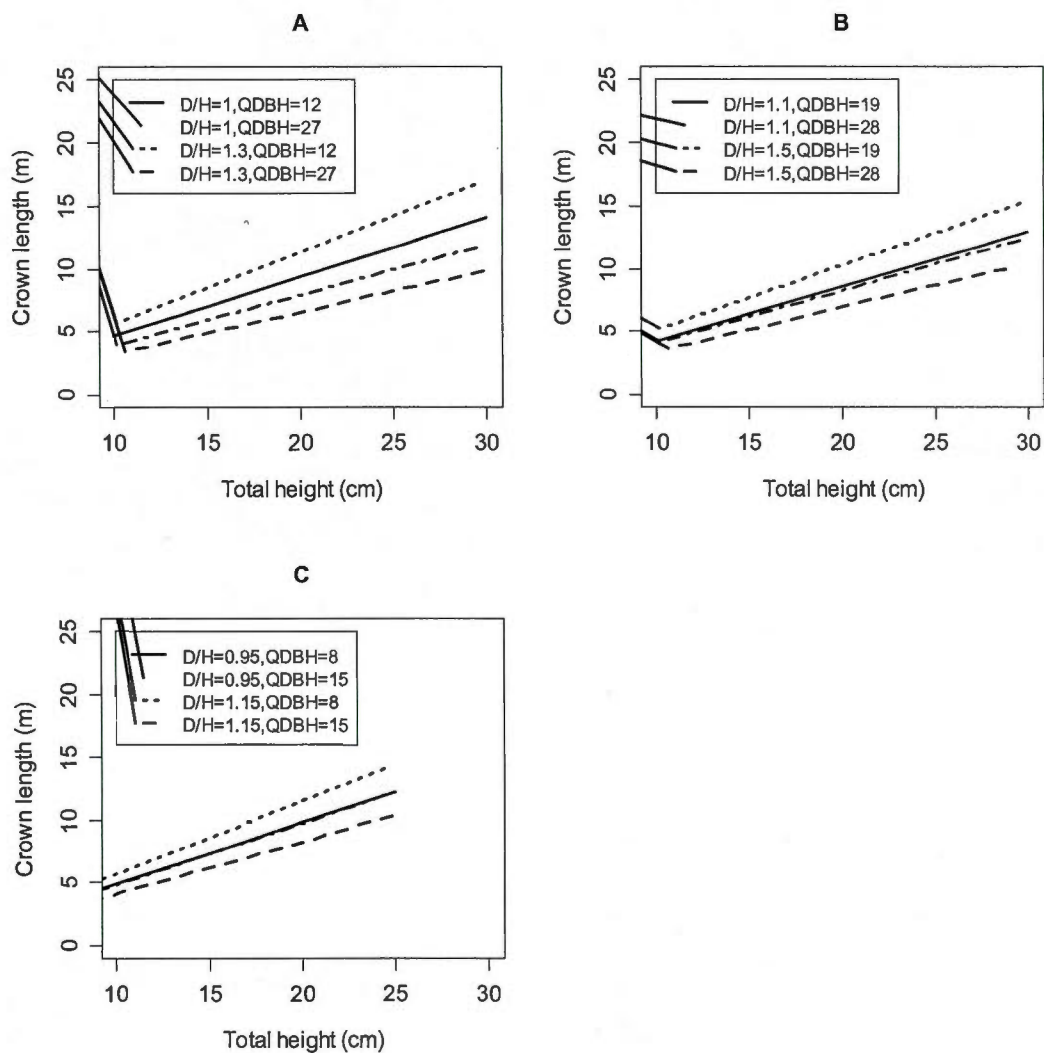 A
Crown length (m)
25
20
15
10
5
0
D/H=1,QDBH=12
D/H=1,QDBH=27
D/H=1.3,QDBH=12
D/H=1.3,QDBH=27
10 15 20 25 30
Total height (cm)
B
Crown length (m)
25
20
15
10
5
0
D/H=1.1,QDBH=19
D/H=1.1,QDBH=28
D/H=1.5,QDBH=19
D/H=1.5,QDBH=28
10 15 20 25 30
Total height (cm)
C
Crown length (m)
25
20
15
10
5
0
D/H=0.95,QDBH=8
D/H=0.95,QDBH=15
D/H=1.15,QDBH=8
D/H=1.15,QDBH=15
10 15 20 25 30
Total height (cm)